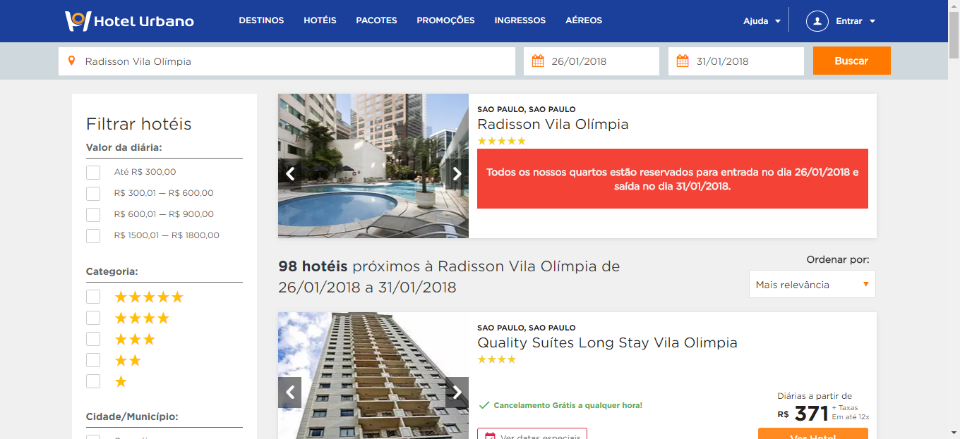 Hotel Urbano
DESTINOS HOTÉIS PACOTES PROMOÇÕES INGRESSOS AÉREOS
Ajuda
Entrar
Radisson Vila Olímpia
26/01/2018
31/01/2018
Buscar
Filtrar hotéis
Valor da diária:
Até R$ 300,00
R$ 300,01 — R$ 600,00
R$ 600,01 — R$ 900,00
R$ 1500,01 — R$ 1800,00
Categoria:
Cidade/Município:
SAO PAULO, SAO PAULO
Radisson Vila Olímpia
Todos os nossos quartos estão reservados para entrada no dia 26/01/2018 e
saída no dia 31/01/2018.
98 hotéis próximos à Radisson Vila Olímpia de
26/01/2018 a 31/01/2018
Ordenar por:
Mais relevância
SAO PAULO, SAO PAULO
Quality Suítes Long Stay Vila Olimpia
Cancelamento Grátis a qualquer hora!
Ver datas especiais
Diárias a partir de
R$ 371 + Taxas
Em até 12x
Ver Hotel